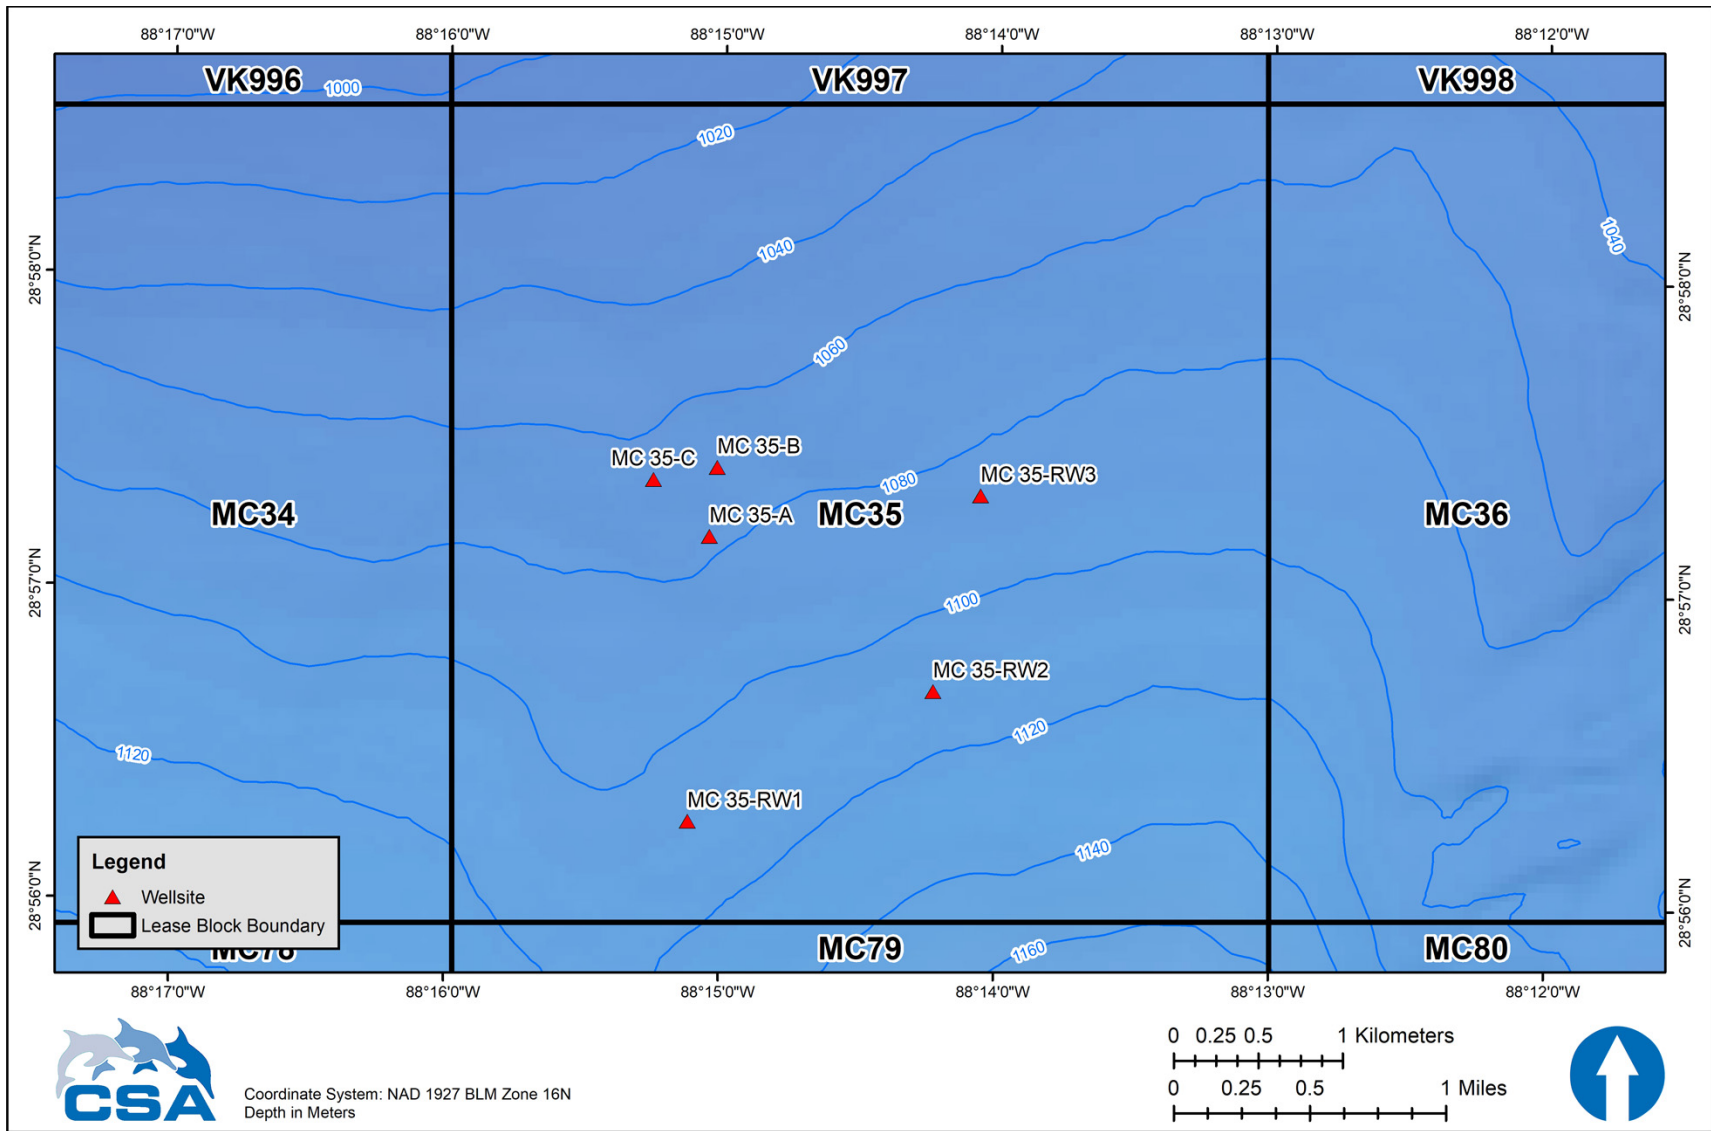 88°17'0"W 88°16'0"W 88°15'0"W 88°14'0"W 88°13'0"W 88°12'0"W
VK996 VK997 VK998
1000
1020
1040
1040
28°58'0"N 28°58'0"N
1060
MC 35-B
MC 35-C
MC 35-RW3
1080
MC34 MC 35-A MC35 MC36
28°57'0"N 28°57'0"N
1100
MC 35-RW2
1120
1120
MC 35-RW1
1140
28°56'0"N 28°56'0"N
Legend
Wellsite
Lease Block Boundary
MC78 MC79 MC80
1160
88°17'0"W 88°16'0"W 88°15'0"W 88°14'0"W 88°13'0"W 88°12'0"W
0 0.25 0.5 1 Kilometers
0 0.25 0.5 1 Miles
CSA
Coordinate System: NAD 1927 BLM Zone 16N
Depth in Meters